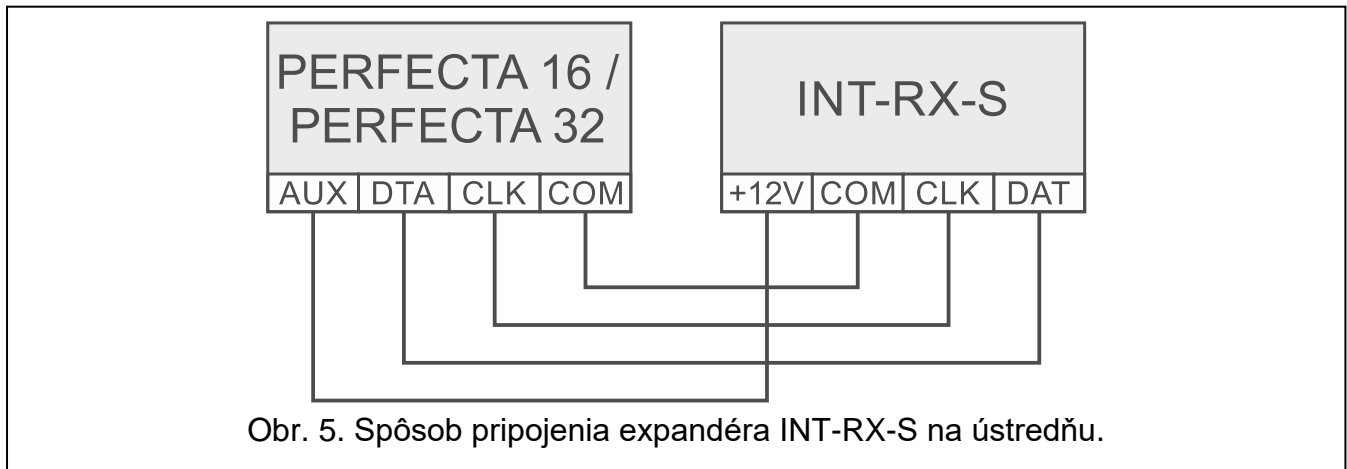 PERFECTA 16 /
PERFECTA 32
INT-RX-S
AUX DTA CLK COM
+12V COM CLK DAT
Obr. 5. Spôsob pripojenia expandéra INT-RX-S na ústredňu.